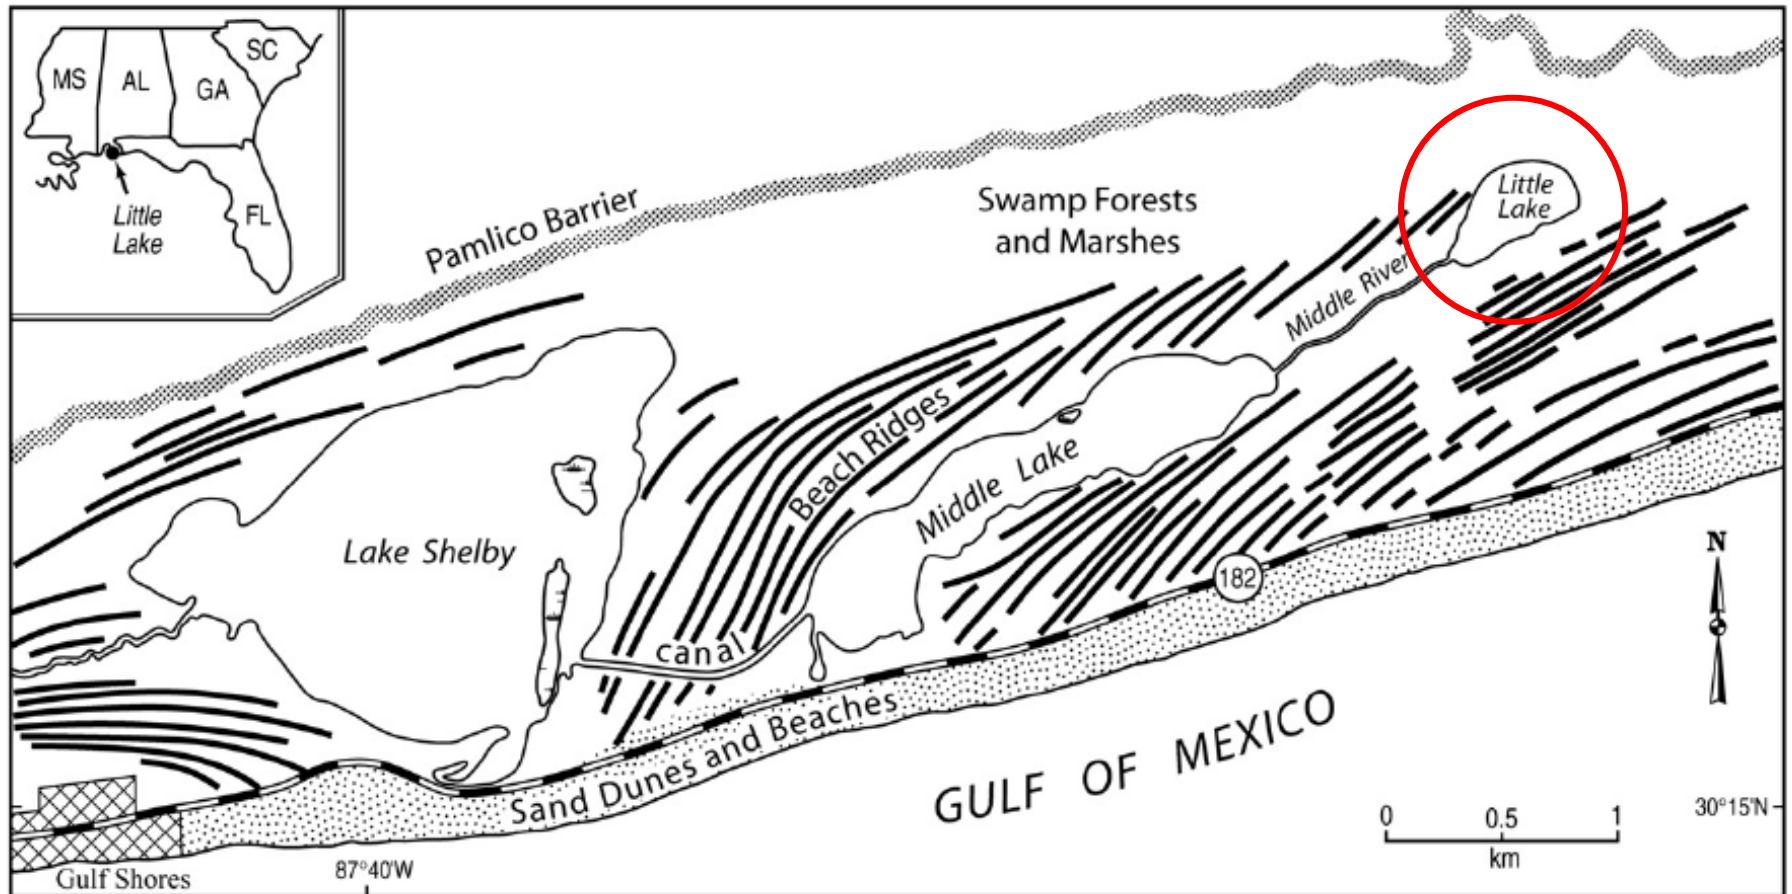 MS
AL
GA
SC
FL
Little
Lake
Pamlico Barrier
Swamp Forests
and Marshes
Little
Lake
Middle River
Beach Ridges
Middle Lake
Lake Shelby
canal
182
Sand Dunes and Beaches
GULF OF MEXICO
N
0 0.5 1
km
30°15'N
87°40'W
Gulf Shores